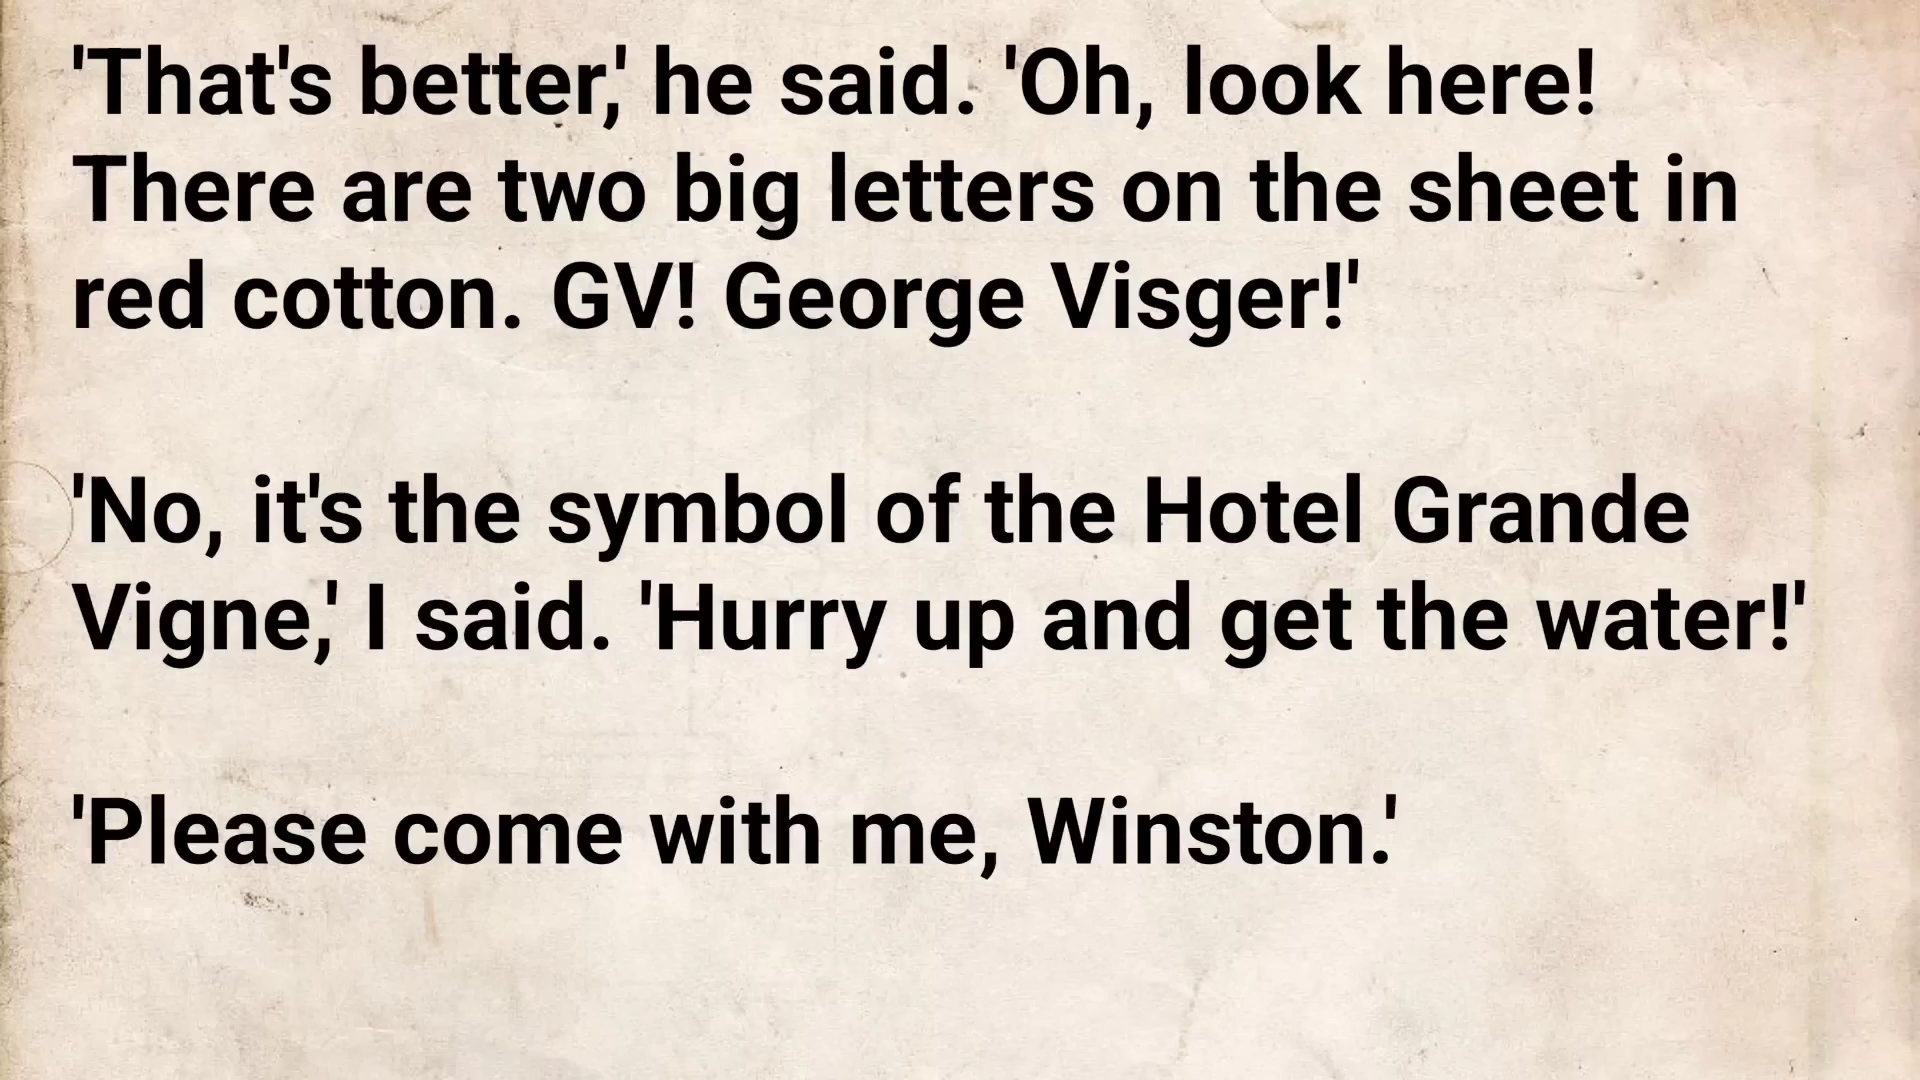 'That's better,' he said. 'Oh, look here!
There are two big letters on the sheet in
red cotton. GV! George Visger!'
'No, it's the symbol of the Hotel Grande
Vigne,' I said. 'Hurry up and get the water!'
'Please come with me, Winston.'